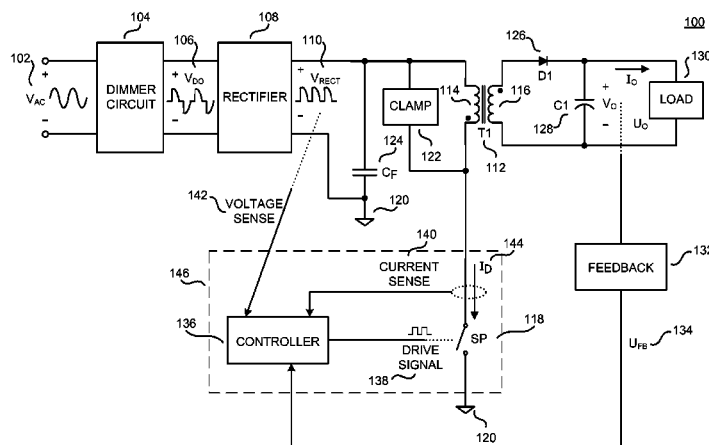 100
104
108
102
106
110
+
+
+
V_AC
DIMMER
CIRCUIT
V_DO
RECTIFIER
V_RECT
-
-
-
CLAMP
122
124
C_F
120
114
116
T1
112
126
D1
I_O
130
C1
128
+
V_O
-
U_O
LOAD
142
VOLTAGE
SENSE
140
144
CURRENT
SENSE
I_D
146
136
CONTROLLER
DRIVE
SIGNAL
138
SP
118
120
FEEDBACK
132
U_FB
134